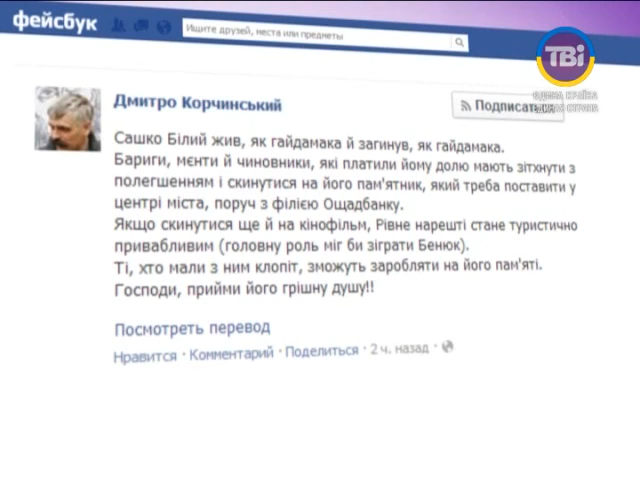 фейсбук
Ищите друзей, места или предметы
ТВі
ЄДИНА КРАЇНА
Дмитро Корчинський
Подписаться
Сашко Білий жив, як гайдамака й загинув, як гайдамака.
Бариги, мєнти й чиновники, які платили йому долю мають зітхнути з
полегшенням і скинутися на його пам'ятник, який треба поставити у
центрі міста, поруч з філією Ощадбанку.
Якщо скинутися ще й на кінофільм, Рівне нарешті стане туристично
привабливим (головну роль міг би зіграти Бенюк).
Ті, хто мали з ним клопіт, зможуть заробляти на його пам'яті.
Господи, прийми його грішну душу!!
Посмотреть перевод
Нравится · Комментарий · Поделиться · 2 ч. назад ·